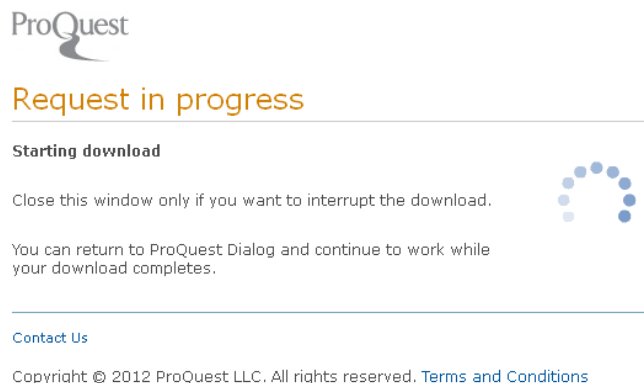 ProQuest
Request in progress
Starting download
Close this window only if you want to interrupt the download.
You can return to ProQuest Dialog and continue to work while
your download completes.
Contact Us
Copyright © 2012 ProQuest LLC. All rights reserved. Terms and Conditions